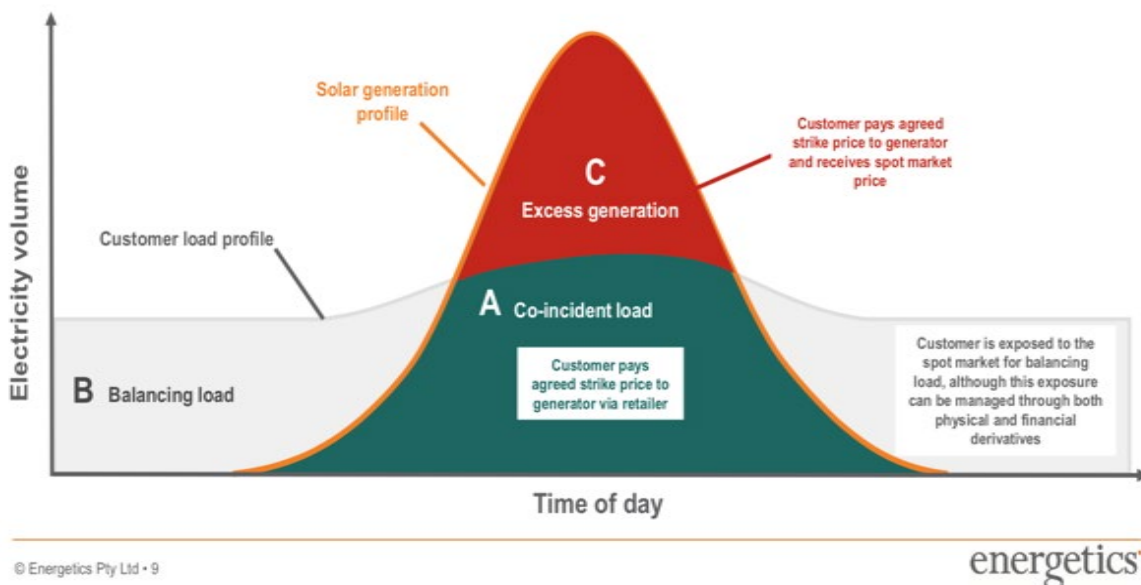 Solar generation
profile
Customer pays agreed
strike price to generator
and receives spot market
price
C
Excess generation
Customer load profile
Electricity volume
A Co-incident load
Customer pays
agreed strike price to
generator via retailer
B Balancing load
Customer is exposed to the
spot market for balancing
load, although this exposure
can be managed through both
physical and financial
derivatives
Time of day
© Energetics Pty Ltd • 9
energetics